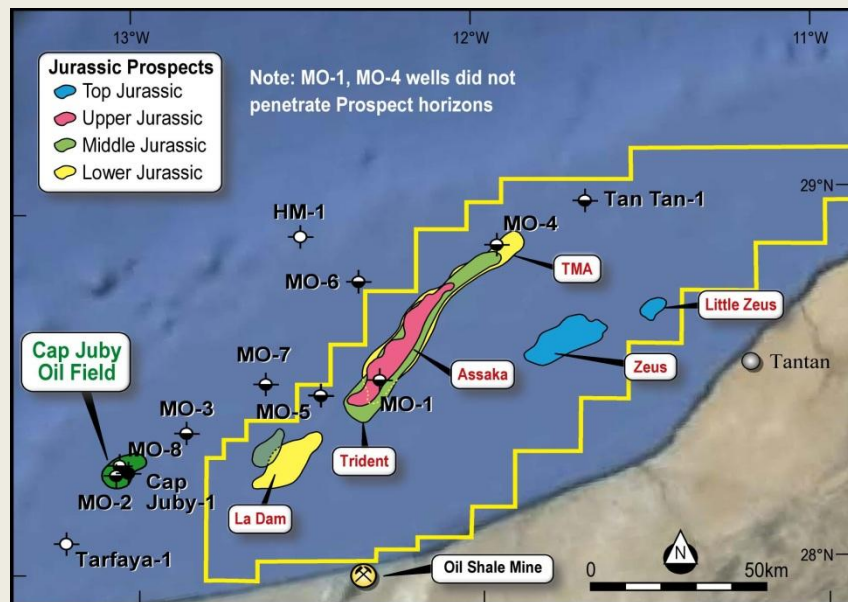 13°W
12°W
11°W
Jurassic Prospects
Top Jurassic
Upper Jurassic
Middle Jurassic
Lower Jurassic
Note: MO-1, MO-4 wells did not
penetrate Prospect horizons
29°N
Tan Tan-1
HM-1
MO-4
TMA
MO-6
Little Zeus
Cap Juby
Oil Field
MO-7
Zeus
Tantan
Assaka
MO-3
MO-5
MO-1
MO-8
Trident
MO-2
Cap
Juby-1
La Dam
Tarfaya-1
Oil Shale Mine
N
28°N
0
50km